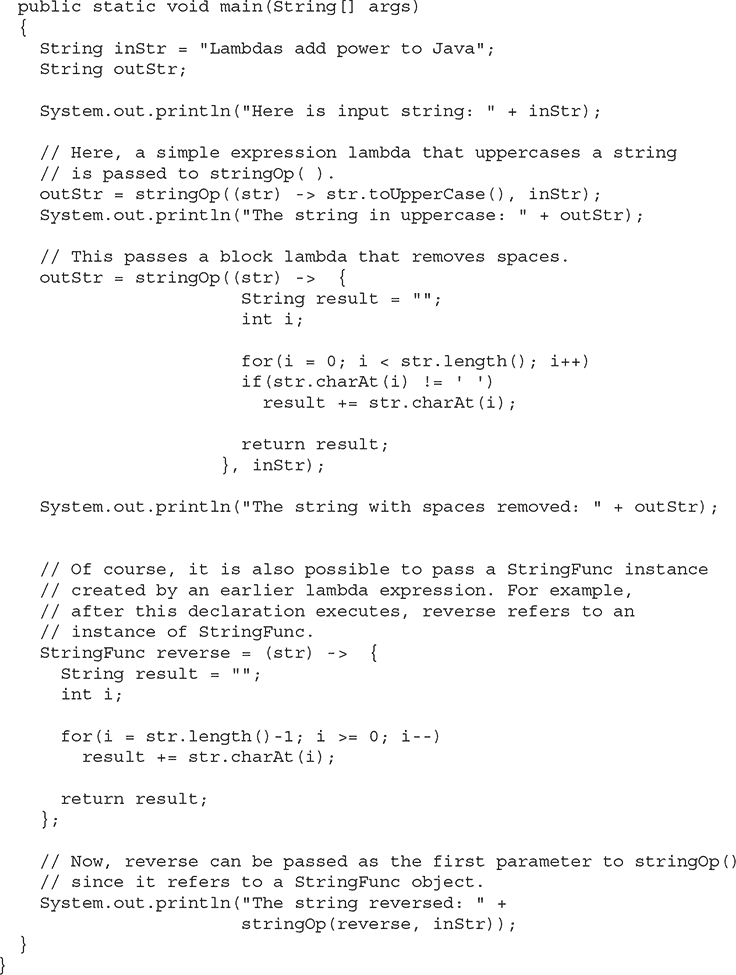 public static void main(String[] args)
{
  String inStr = "Lambdas add power to Java";
  String outStr;

  System.out.println("Here is input string: " + inStr);

  // Here, a simple expression lambda that uppercases a string
  // is passed to stringOp( ).
  outStr = stringOp((str) -> str.toUpperCase(), inStr);
  System.out.println("The string in uppercase: " + outStr);

  // This passes a block lambda that removes spaces.
  outStr = stringOp((str) ->  {
                     String result = "";
                     int i;

                     for(i = 0; i < str.length(); i++)
                     if(str.charAt(i) != ' ')
                       result += str.charAt(i);

                     return result;
                   }, inStr);

  System.out.println("The string with spaces removed: " + outStr);


  // Of course, it is also possible to pass a StringFunc instance
  // created by an earlier lambda expression. For example,
  // after this declaration executes, reverse refers to an
  // instance of StringFunc.
  StringFunc reverse = (str) ->  {
    String result = "";
    int i;

    for(i = str.length()-1; i >= 0; i--)
      result += str.charAt(i);

    return result;
  };

  // Now, reverse can be passed as the first parameter to stringOp()
  // since it refers to a StringFunc object.
  System.out.println("The string reversed: " +
                     stringOp(reverse, inStr));
}
}